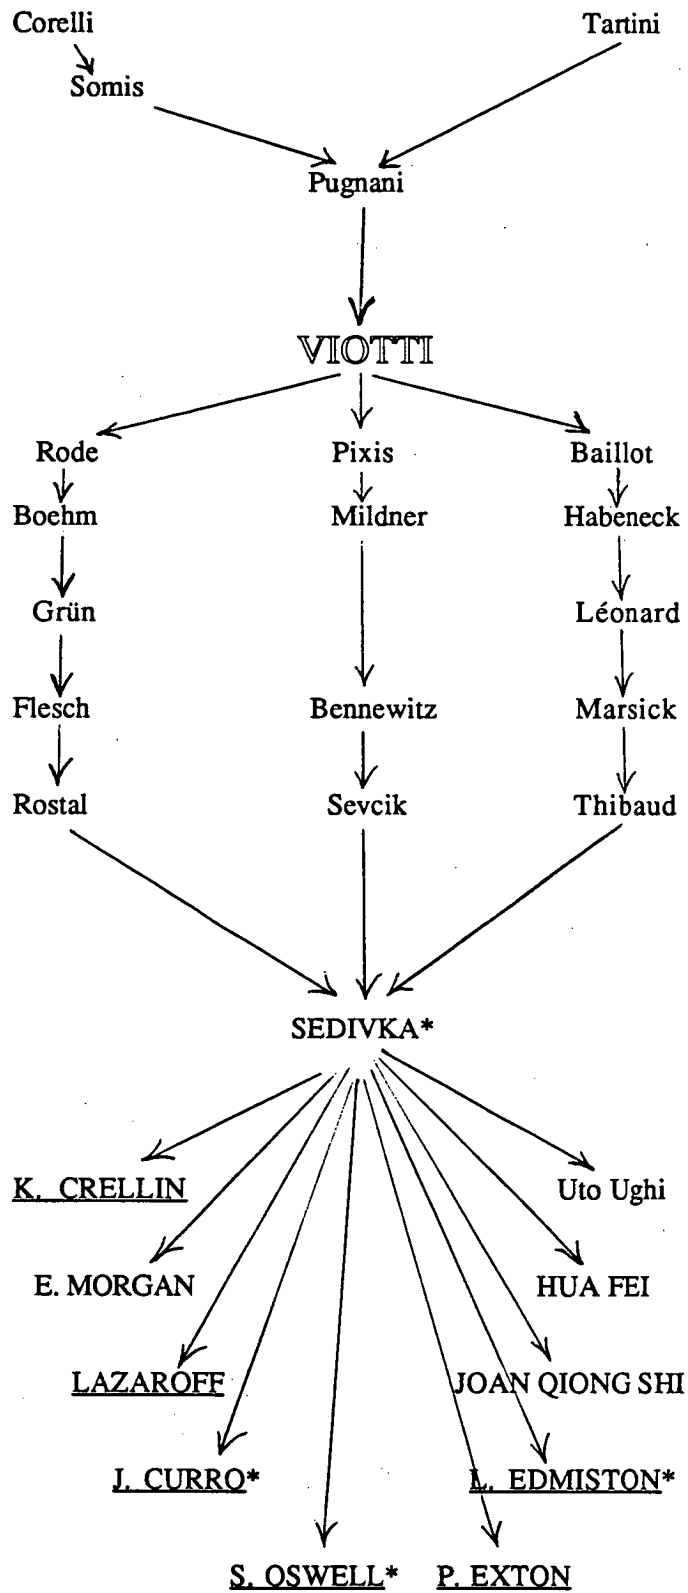 Corelli Tartini
Somis
Pugnani
VIOTTI
Rode Pixis Baillot
Boehm Mildner Habeneck
Grün Léonard
Flesch Bennewitz Marsick
Rostal Sevcik Thibaud
SEDIVKA*
K. CRELLIN Uto Ughi
E. MORGAN HUA FEI
LAZAROFF JOAN QIONG SHI
J. CURRO* L. EDMISTON*
S. OSWELL* P. EXTON